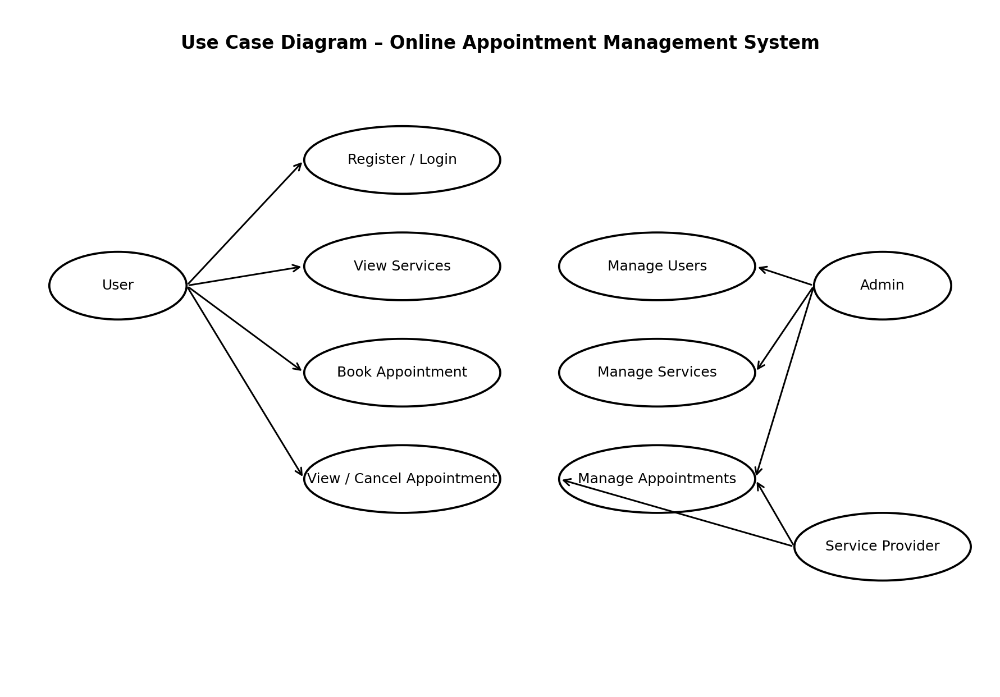 Use Case Diagram – Online Appointment Management System
Register / Login
View Services
Manage Users
User
Admin
Book Appointment
Manage Services
View / Cancel Appointment
Manage Appointments
Service Provider